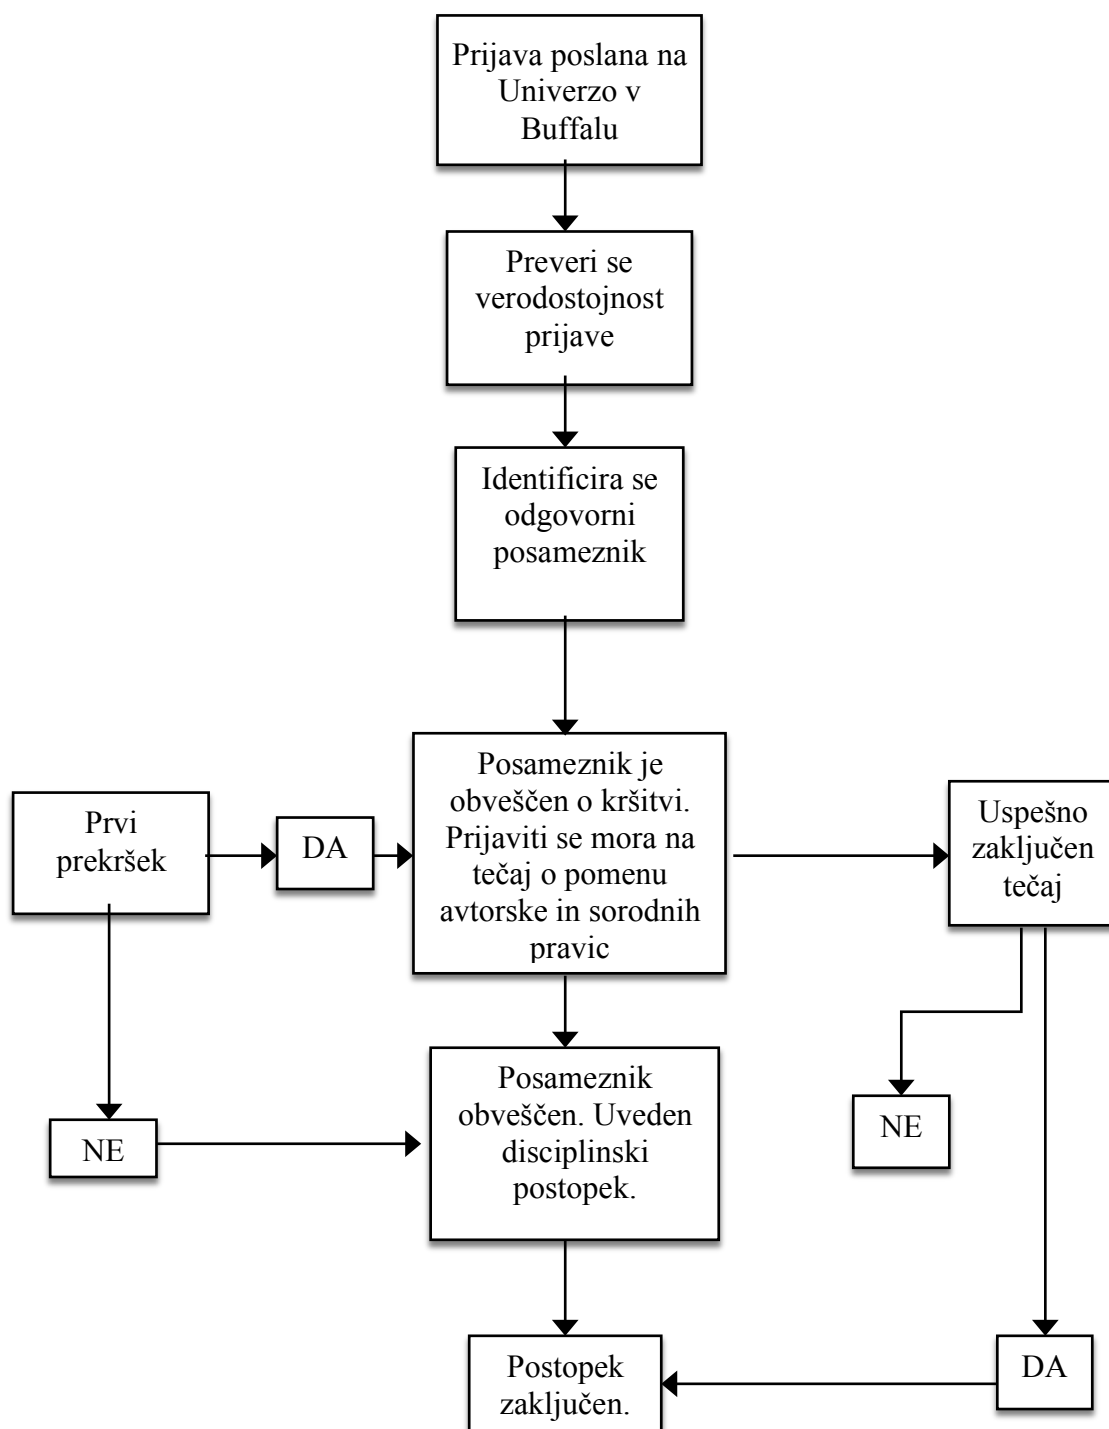 Prijava poslana na
Univerzo v
Buffalu
Preveri se
verodostojnost
prijave
Identificira se
odgovorni
posameznik
Prvi
prekršek
DA
Posameznik je
obveščen o kršitvi.
Prijaviti se mora na
tečaj o pomenu
avtorske in sorodnih
pravic
Uspešno
zaključen
tečaj
NE
Posameznik
obveščen. Uveden
disciplinski
postopek.
NE
Postopek
zaključen.
DA